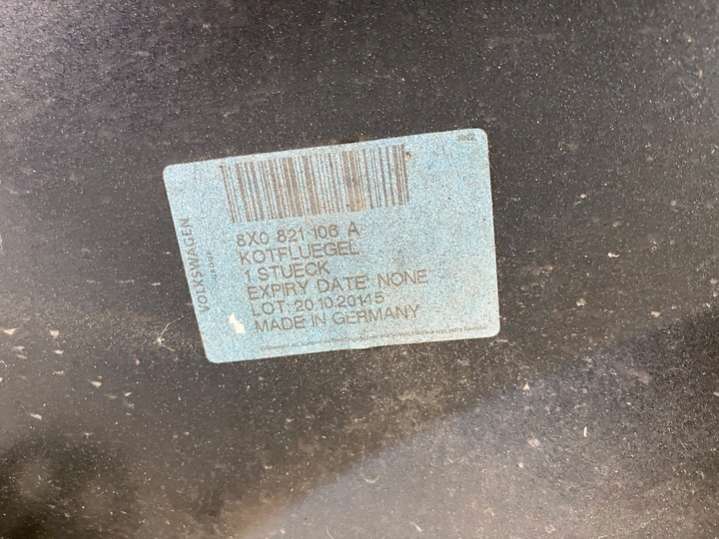 8X0 821 106 A
KOTFLUEGEL
1 STUECK
EXPIRY DATE NONE
LOT 20.10.20145
MADE IN GERMANY
VOLKSWAGEN